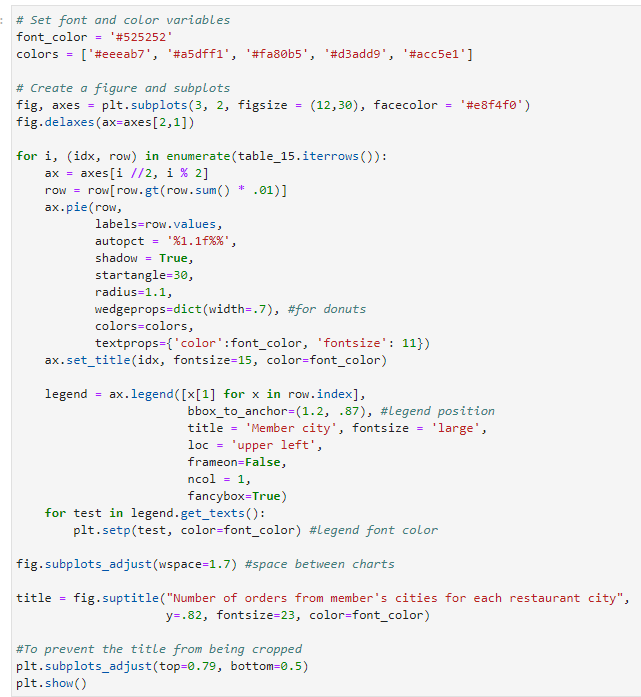 # Set font and color variables
font_color = '#525252'
colors = ['#eeeab7', '#a5dff1', '#fa80b5', '#d3add9', '#acc5e1']
# Create a figure and subplots
fig, axes = plt.subplots(3, 2, figsize = (12,30), facecolor = '#e8f4f0')
fig.delaxes(ax=axes[2,1])
for i, (idx, row) in enumerate(table_15.iterrows()):
    ax = axes[i //2, i % 2]
    row = row[row.gt(row.sum() * .01)]
    ax.pie(row,
           labels=row.values,
           autopct = '%1.1f%%',
           shadow = True,
           startangle=30,
           radius=1.1,
           wedgeprops=dict(width=.7), #for donuts
           colors=colors,
           textprops={'color':font_color, 'fontsize': 11})
    ax.set_title(idx, fontsize=15, color=font_color)
    legend = ax.legend([x[1] for x in row.index],
                        bbox_to_anchor=(1.2, .87), #legend position
                        title = 'Member city', fontsize = 'large',
                        loc = 'upper left',
                        frameon=False,
                        ncol = 1,
                        fancybox=True)
    for test in legend.get_texts():
        plt.setp(test, color=font_color) #legend font color
fig.subplots_adjust(wspace=1.7) #space between charts
title = fig.suptitle("Number of orders from member's cities for each restaurant city",
                     y=.82, fontsize=23, color=font_color)
#To prevent the title from being cropped
plt.subplots_adjust(top=0.79, bottom=0.5)
plt.show()